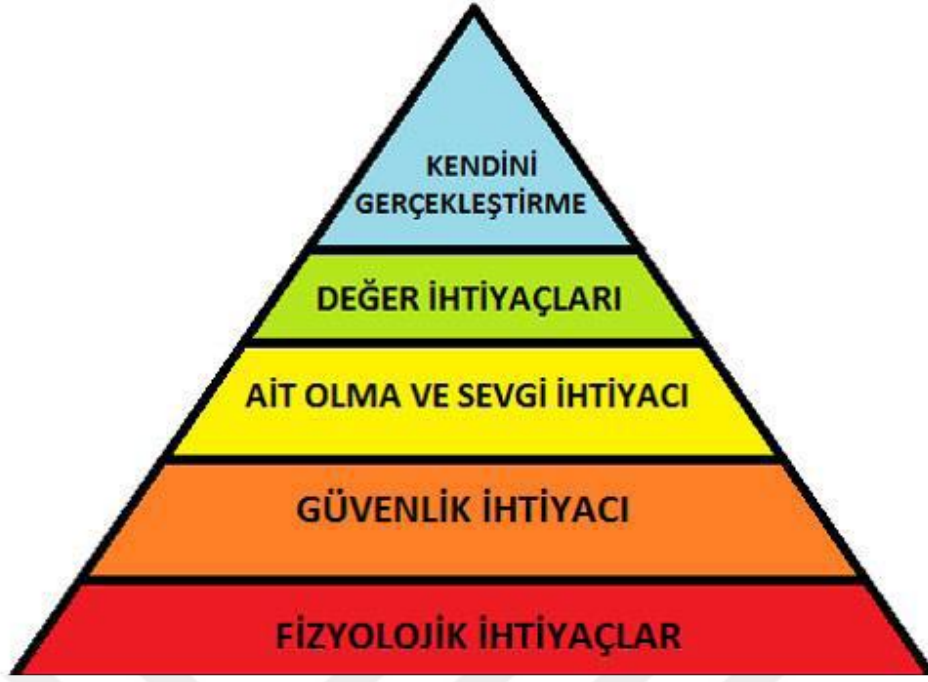 KENDİNİ
GERÇEKLEŞTİRME
DEĞER İHTİYAÇLARI
AİT OLMA VE SEVGİ İHTİYACI
GÜVENLİK İHTİYACI
FİZYOLOJİK İHTİYAÇLAR